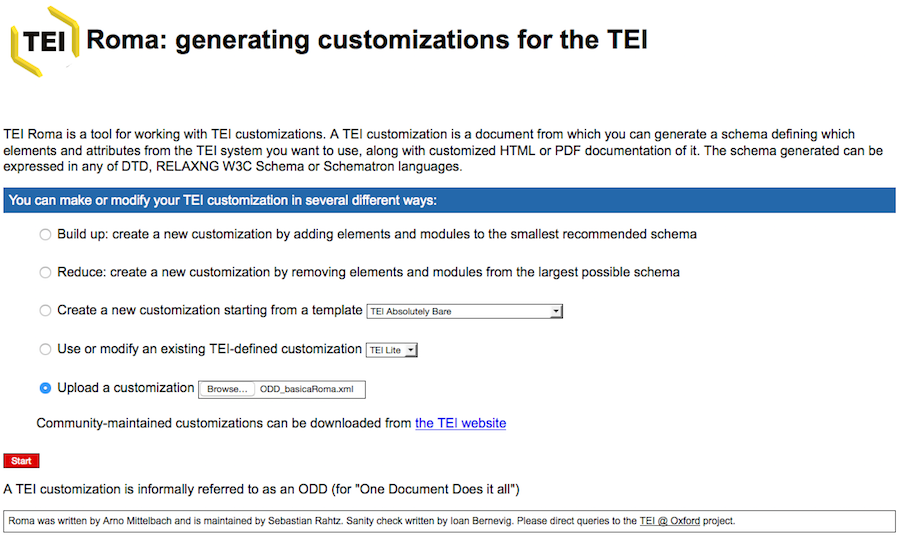 TEI Roma: generating customizations for the TEI
TEI Roma is a tool for working with TEI customizations. A TEI customization is a document from which you can generate a schema defining which
elements and attributes from the TEI system you want to use, along with customized HTML or PDF documentation of it. The schema generated can be
expressed in any of DTD, RELAXNG W3C Schema or Schematron languages.
You can make or modify your TEI customization in several different ways:
Build up: create a new customization by adding elements and modules to the smallest recommended schema
Reduce: create a new customization by removing elements and modules from the largest possible schema
Create a new customization starting from a template TEI Absolutely Bare
Use or modify an existing TEI-defined customization TEI Lite
Upload a customization Browse... ODD_basicaRoma.xml
Community-maintained customizations can be downloaded from the TEI website
Start
A TEI customization is informally referred to as an ODD (for "One Document Does it all")
Roma was written by Arno Mittelbach and is maintained by Sebastian Rahtz. Sanity check written by Ioan Bernevig. Please direct queries to the TEI @ Oxford project.